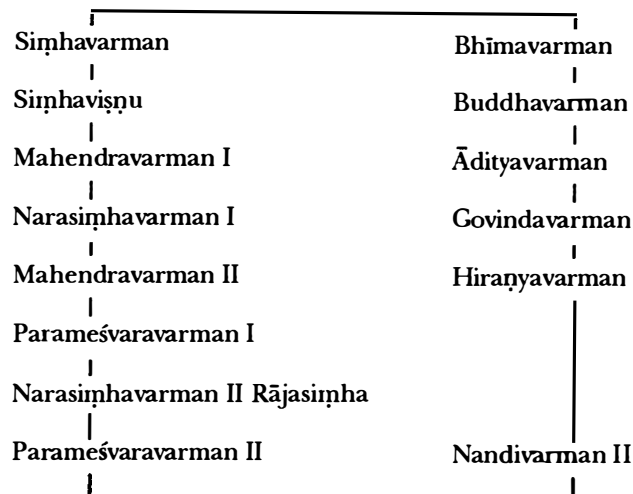 Siṃhavarman Bhīmavarman
Siṃhaviṣṇu Buddhavarman
Mahendravarman I Ādityavarman
Narasiṃhavarman I Govindavarman
Mahendravarman II Hiraṇyavarman
Parameśvaravarman I
Narasiṃhavarman II Rājasiṃha
Parameśvaravarman II Nandivarman II